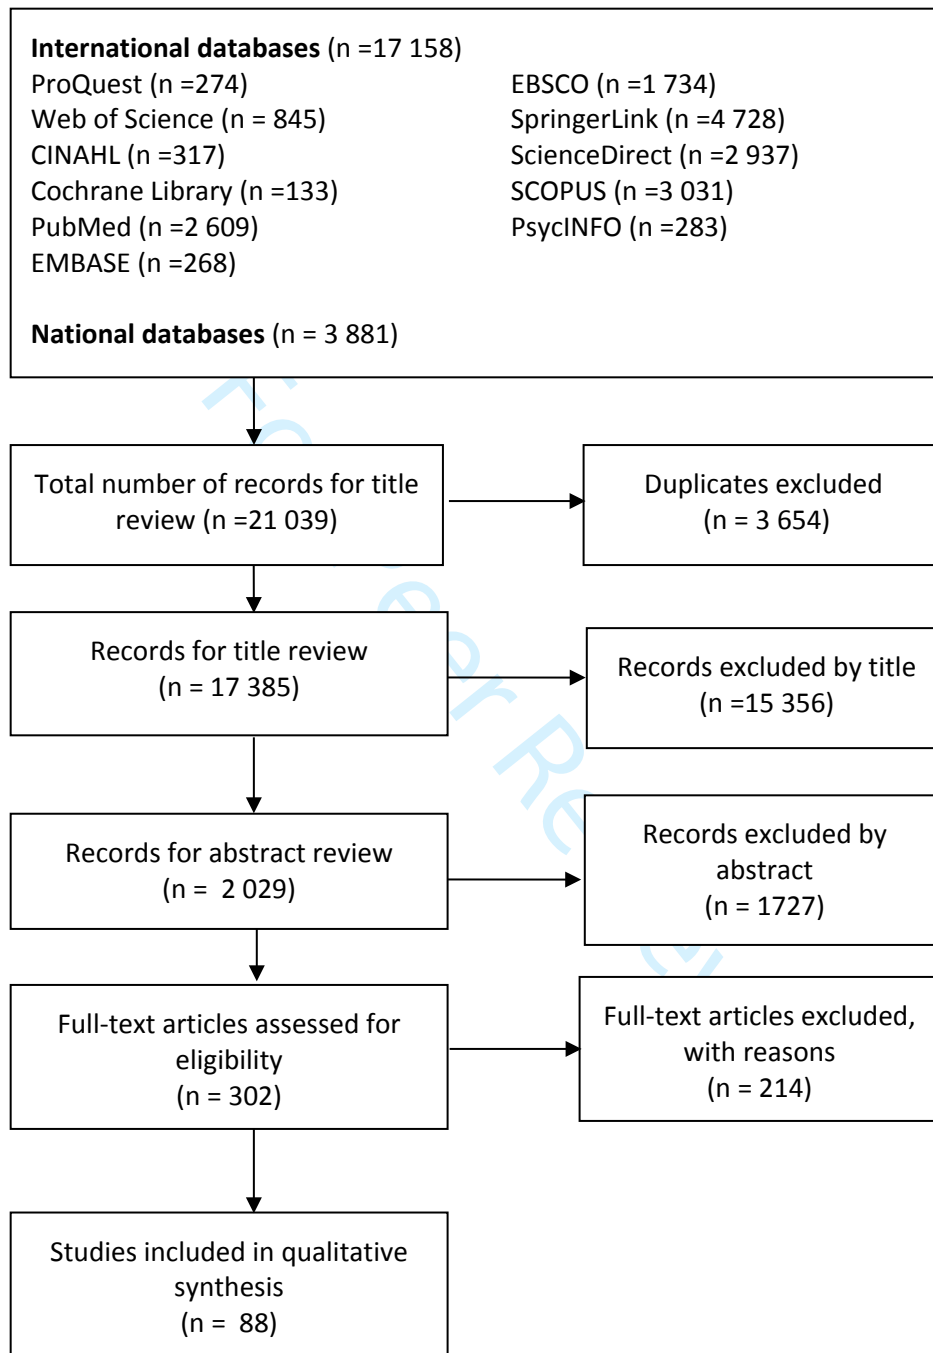 International databases (n =17 158)
ProQuest (n =274)
Web of Science (n = 845)
CINAHL (n =317)
Cochrane Library (n =133)
PubMed (n =2 609)
EMBASE (n =268)
EBSCO (n =1 734)
SpringerLink (n =4 728)
ScienceDirect (n =2 937)
SCOPUS (n =3 031)
PsycINFO (n =283)
National databases (n = 3 881)
Total number of records for title
review (n =21 039)
Duplicates excluded
(n = 3 654)
Records for title review
(n = 17 385)
Records excluded by title
(n =15 356)
Records for abstract review
(n =  2 029)
Records excluded by
abstract
(n = 1727)
Full-text articles assessed for
eligibility
(n = 302)
Full-text articles excluded,
with reasons
(n = 214)
Studies included in qualitative
synthesis
(n =  88)